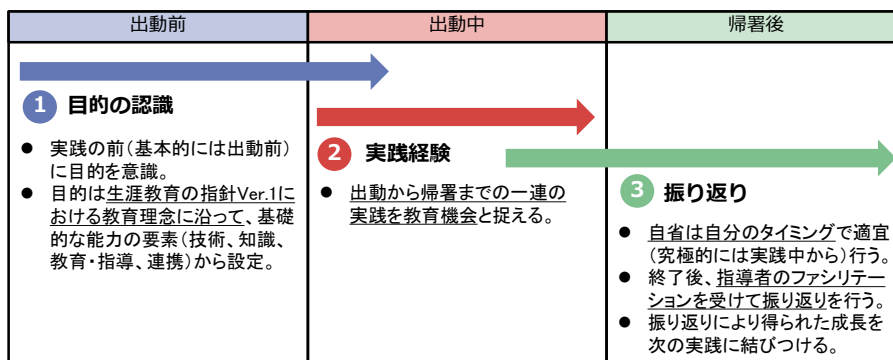 出動前
出動中
帰署後
1 目的の認識
● 実践の前(基本的には出動前)
に目的を意識。
● 目的は生涯教育の指針Ver.1に
おける教育理念に沿って、基礎
的な能力の要素(技術、知識、
教育・指導、連携)から設定。
2 実践経験
● 出動から帰署までの一連の
実践を教育機会と捉える。
3 振り返り
● 自省は自分のタイミングで適宜
(究極的には実践中から)行う。
● 終了後、指導者のファシリテー
ションを受けて振り返りを行う。
● 振り返りにより得られた成長を
次の実践に結びつける。